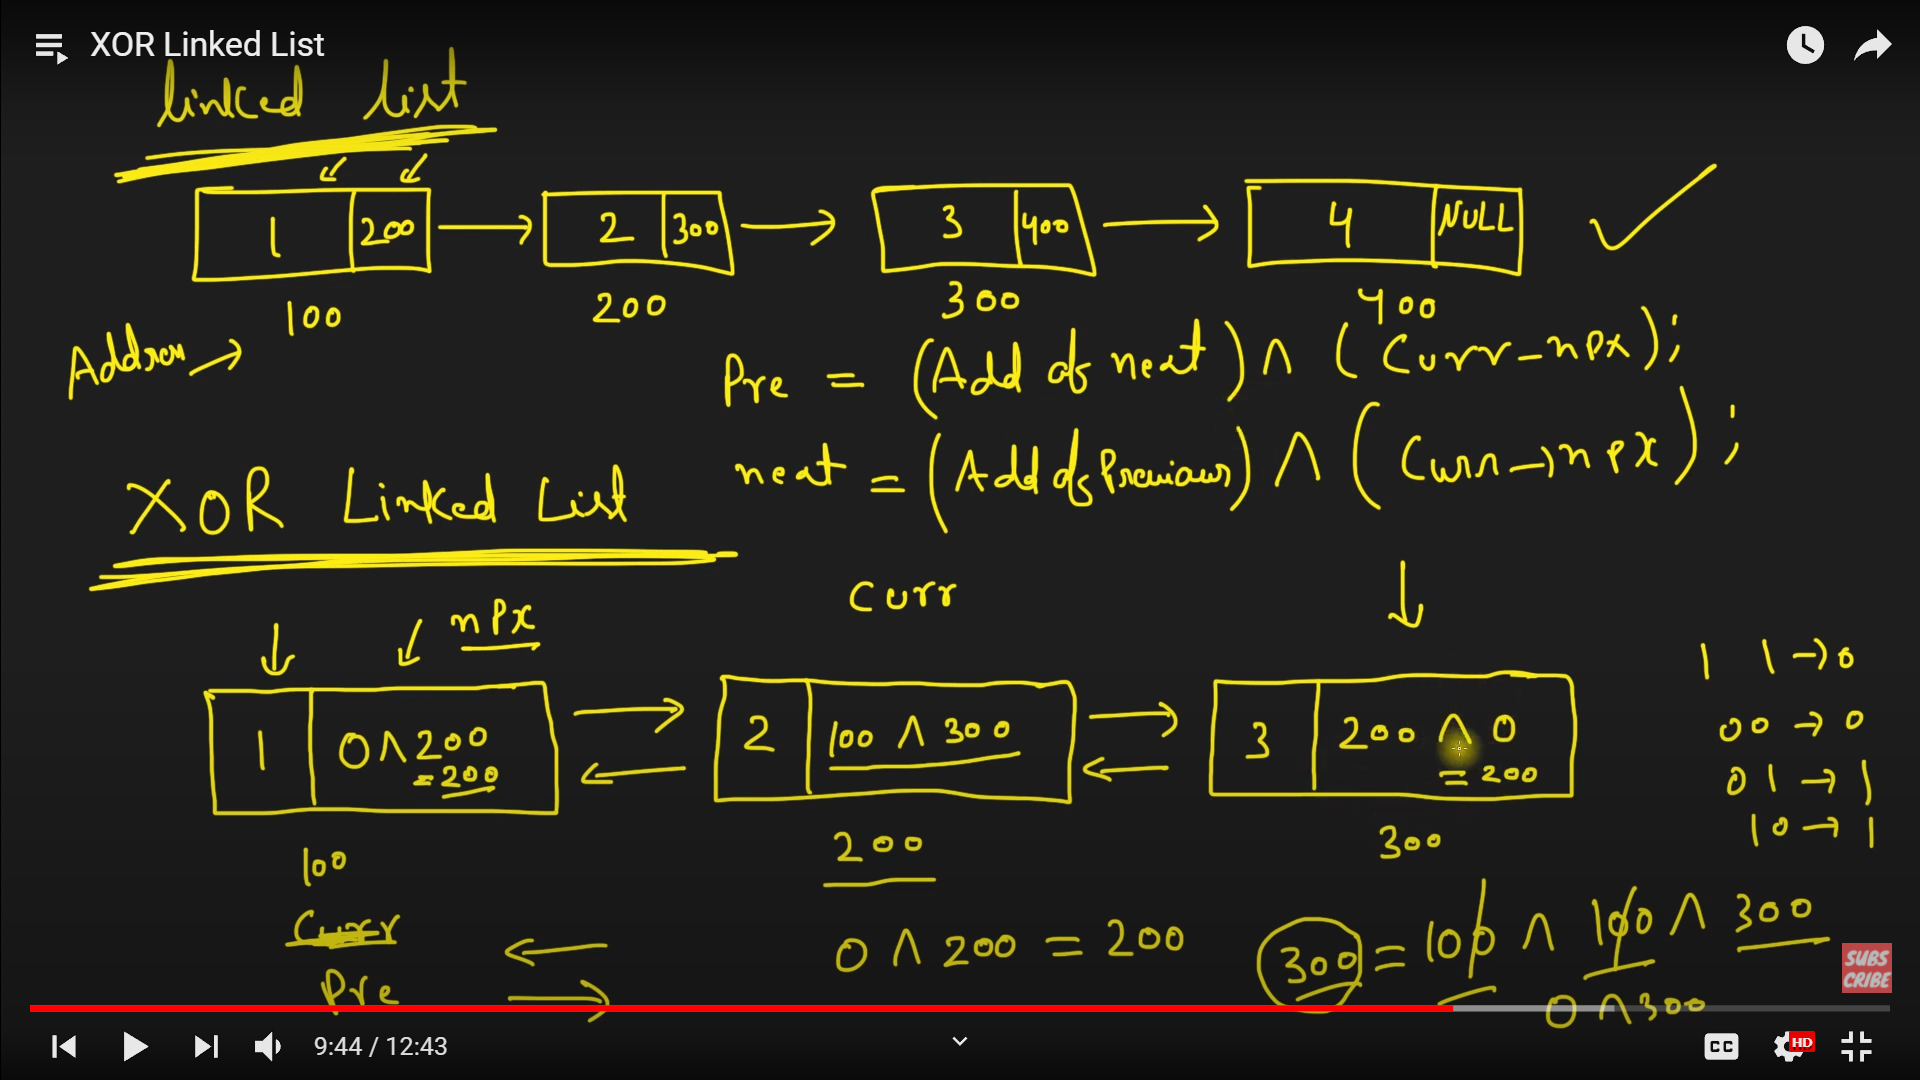 XOR Linked List
linked list
1 200 → 2 300 → 3 400 → 4 NULL
100 200 300 400
Address →
Pre = (Add of next) ∧ (Curr-npx);
next = (Add of Previous) ∧ (Curr→npx);
XOR Linked List
Curr
nPx
1 1 → 0
0 0 → 0
0 1 → 1
1 0 → 1
1 0∧200 2 100 ∧ 300 3 200 ∧ 0
=200 = 200
100 200 300
Curr
Pre
0 ∧ 200 = 200
300 = 100 ∧ 100 ∧ 300
0 ∧ 300
SUBS
CRIBE
9:44 / 12:43
CC HD